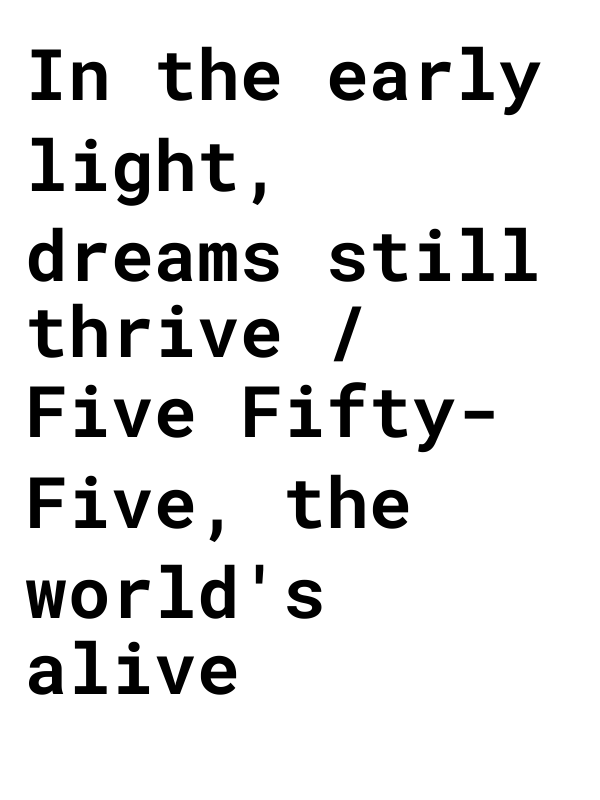 In the early
light,
dreams still
thrive /
Five Fifty-
Five, the
world's
alive